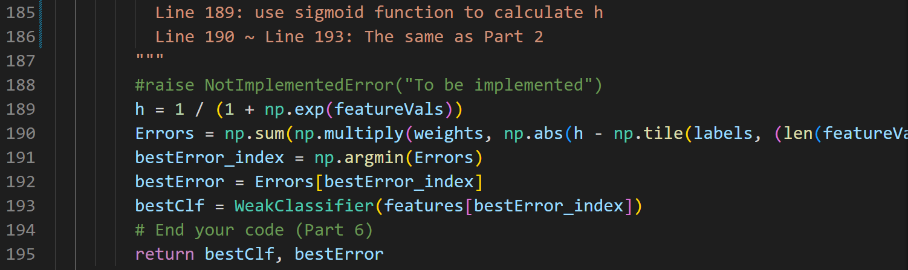 185 Line 189: use sigmoid function to calculate h
186 Line 190 ~ Line 193: The same as Part 2
187 """
188 #raise NotImplementedError("To be implemented")
189 h = 1 / (1 + np.exp(featureVals))
190 Errors = np.sum(np.multiply(weights, np.abs(h - np.tile(labels, (len(featureVa
191 bestError_index = np.argmin(Errors)
192 bestError = Errors[bestError_index]
193 bestClf = WeakClassifier(features[bestError_index])
194 # End your code (Part 6)
195 return bestClf, bestError